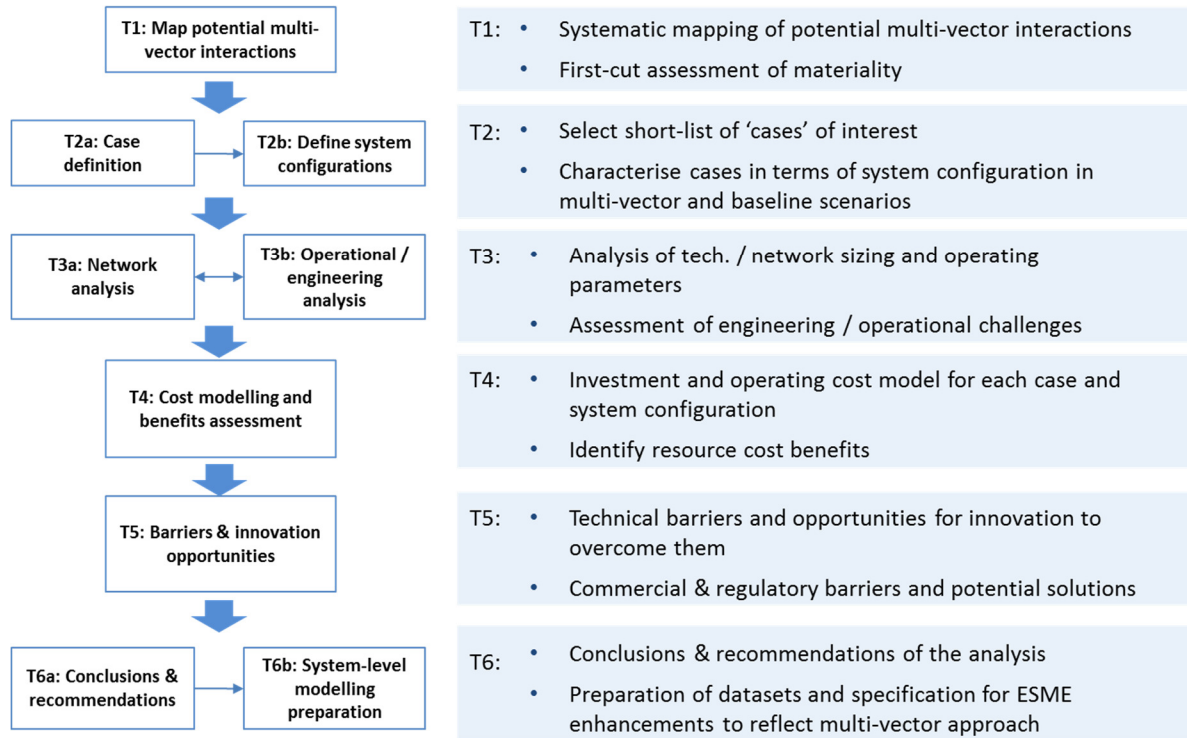 T1: Map potential multi-
vector interactions
T1: • Systematic mapping of potential multi-vector interactions
• First-cut assessment of materiality
T2a: Case
definition
T2b: Define system
configurations
T2: • Select short-list of ‘cases’ of interest
• Characterise cases in terms of system configuration in
multi-vector and baseline scenarios
T3a: Network
analysis
T3b: Operational /
engineering
analysis
T3: • Analysis of tech. / network sizing and operating
parameters
• Assessment of engineering / operational challenges
T4: Cost modelling and
benefits assessment
T4: • Investment and operating cost model for each case and
system configuration
• Identify resource cost benefits
T5: Barriers & innovation
opportunities
T5: • Technical barriers and opportunities for innovation to
overcome them
• Commercial & regulatory barriers and potential solutions
T6a: Conclusions &
recommendations
T6b: System-level
modelling
preparation
T6: • Conclusions & recommendations of the analysis
• Preparation of datasets and specification for ESME
enhancements to reflect multi-vector approach